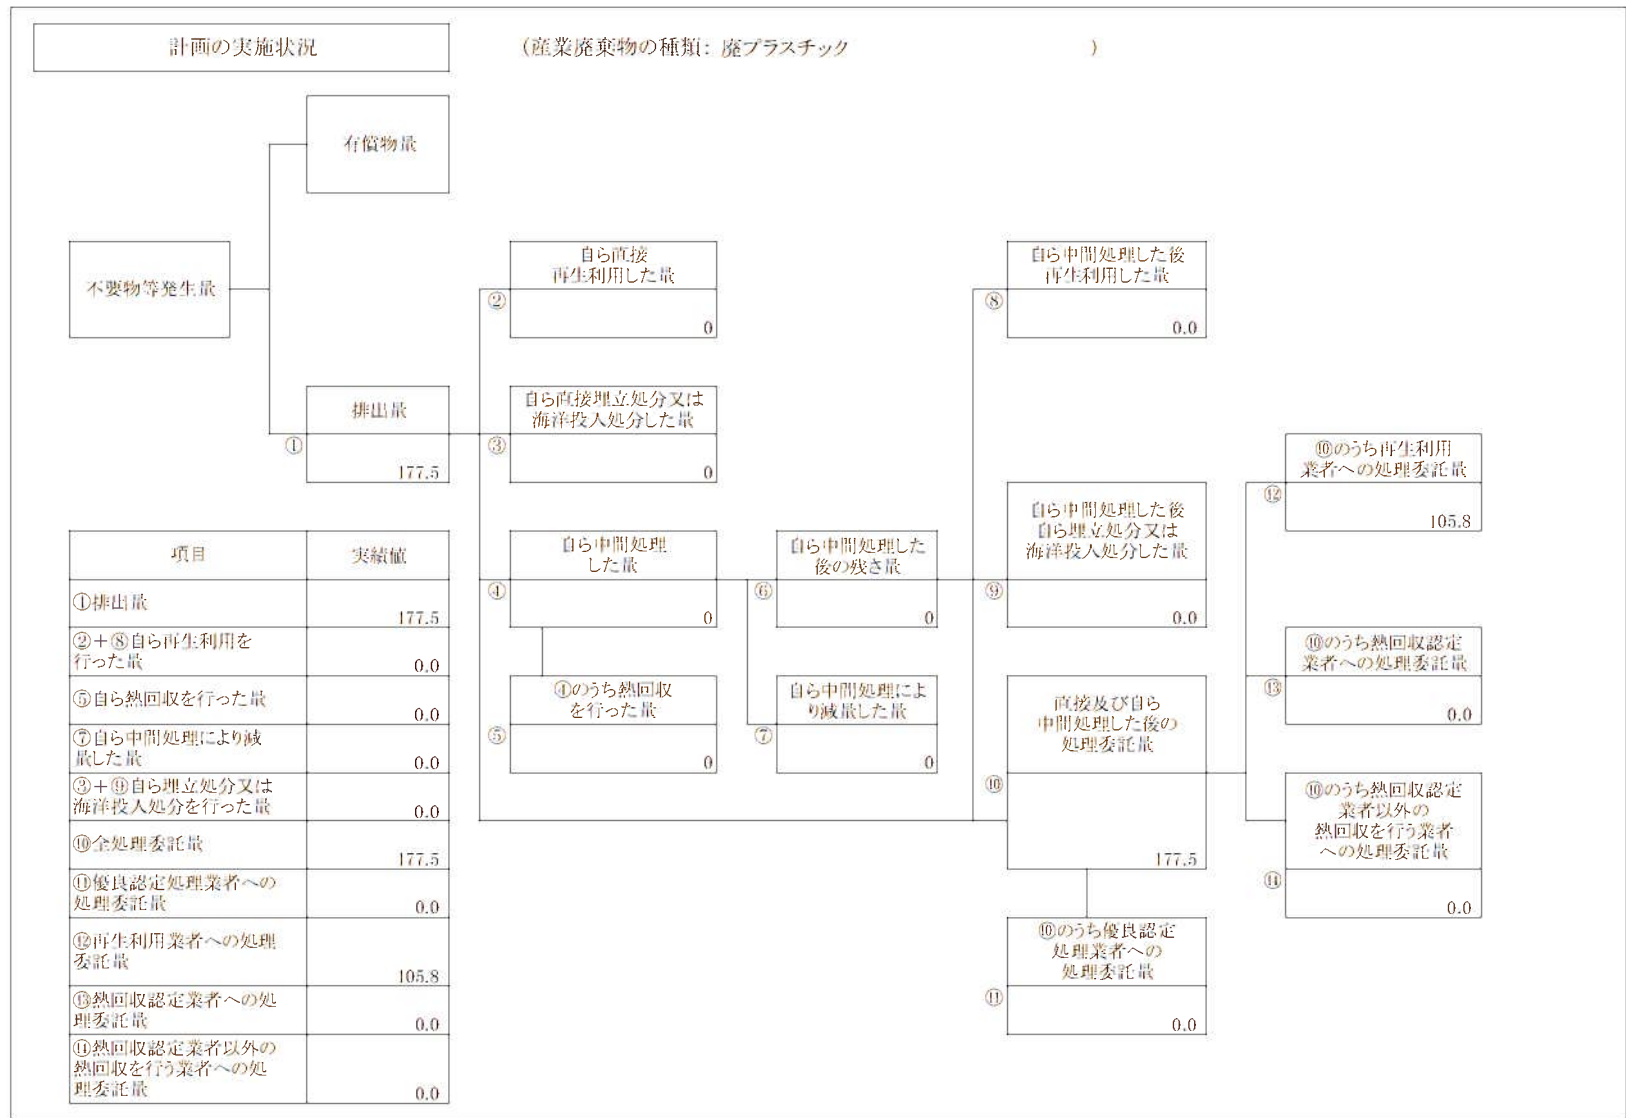 計画の実施状況
（産業廃棄物の種類：廃プラスチック　　　　）
有償物量
不要物等発生量
自ら直接
再生利用した量
②
0
自ら中間処理した後
再生利用した量
⑧
0.0
排出量
①
177.5
自ら直接埋立処分又は
海洋投入処分した量
③
0
⑩のうち再生利用
業者への処理委託量
⑫
105.8
自ら中間処理
した量
④
0
自ら中間処理した
後の残さ量
⑥
0
自ら中間処理した後
自ら埋立処分又は
海洋投入処分した量
⑨
0.0
⑩のうち熱回収認定
業者への処理委託量
⑬
0.0
④のうち熱回収
を行った量
⑤
0
自ら中間処理によ
り減量した量
⑦
0
直接及び自ら
中間処理した後の
処理委託量
⑩
177.5
⑩のうち熱回収認定
業者以外の
熱回収を行う業者
への処理委託量
⑭
0.0
⑩のうち優良認定
処理業者への
処理委託量
⑪
0.0
項目 実績値
①排出量
177.5
②＋⑧自ら再生利用を
行った量
0.0
⑤自ら熱回収を行った量
0.0
⑦自ら中間処理により減
量した量
0.0
③＋⑨自ら埋立処分又は
海洋投入処分を行った量
0.0
⑩全処理委託量
177.5
⑪優良認定処理業者への
処理委託量
0.0
⑫再生利用業者への処理
委託量
105.8
⑬熱回収認定業者への処
理委託量
0.0
⑭熱回収認定業者以外の
熱回収を行う業者への処
理委託量
0.0